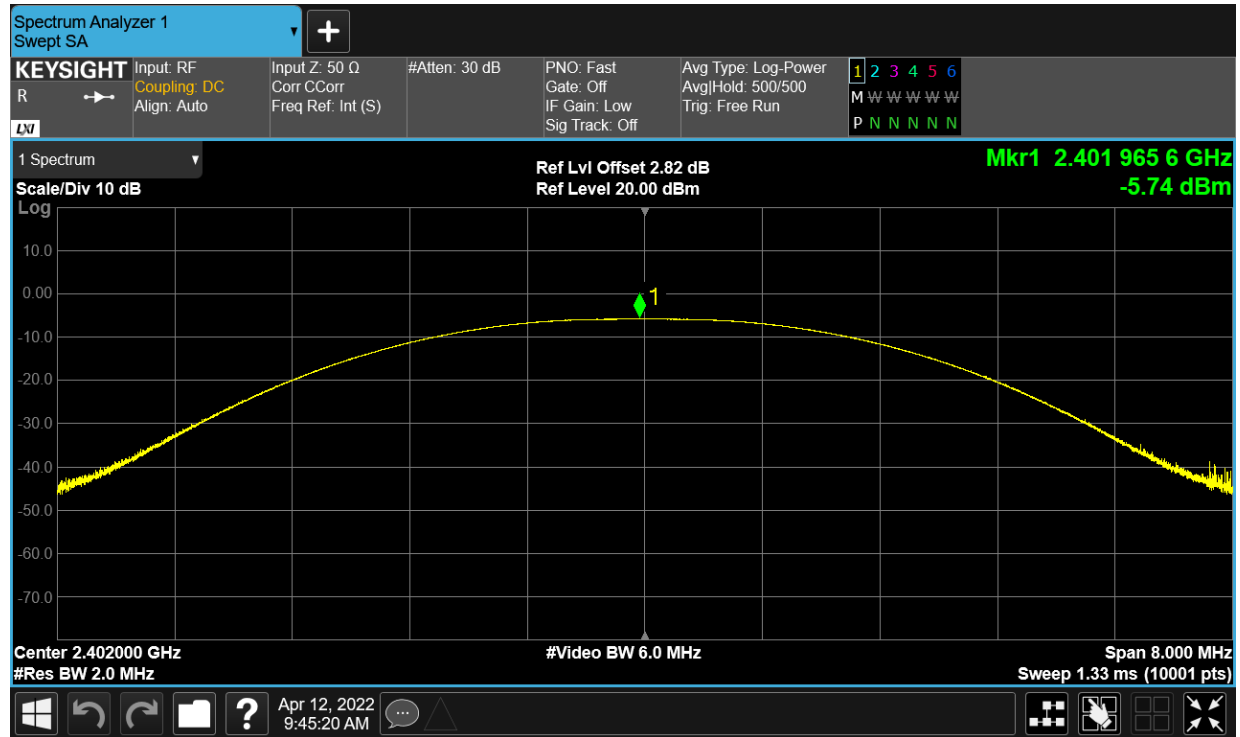 Spectrum Analyzer 1
Swept SA
+
KEYSIGHT
R
LXI
Input: RF
Coupling: DC
Align: Auto
Input Z: 50 Ω
Corr CCorr
Freq Ref: Int (S)
#Atten: 30 dB
PNO: Fast
Gate: Off
IF Gain: Low
Sig Track: Off
Avg Type: Log-Power
Avg|Hold: 500/500
Trig: Free Run
1 2 3 4 5 6
M W W W W W
P N N N N N
1 Spectrum
Scale/Div 10 dB
Log
Ref Lvl Offset 2.82 dB
Ref Level 20.00 dBm
Mkr1 2.401 965 6 GHz
-5.74 dBm
10.0
0.00
1
-10.0
-20.0
-30.0
-40.0
-50.0
-60.0
-70.0
Center 2.402000 GHz
#Res BW 2.0 MHz
#Video BW 6.0 MHz
Span 8.000 MHz
Sweep 1.33 ms (10001 pts)
?
Apr 12, 2022
9:45:20 AM